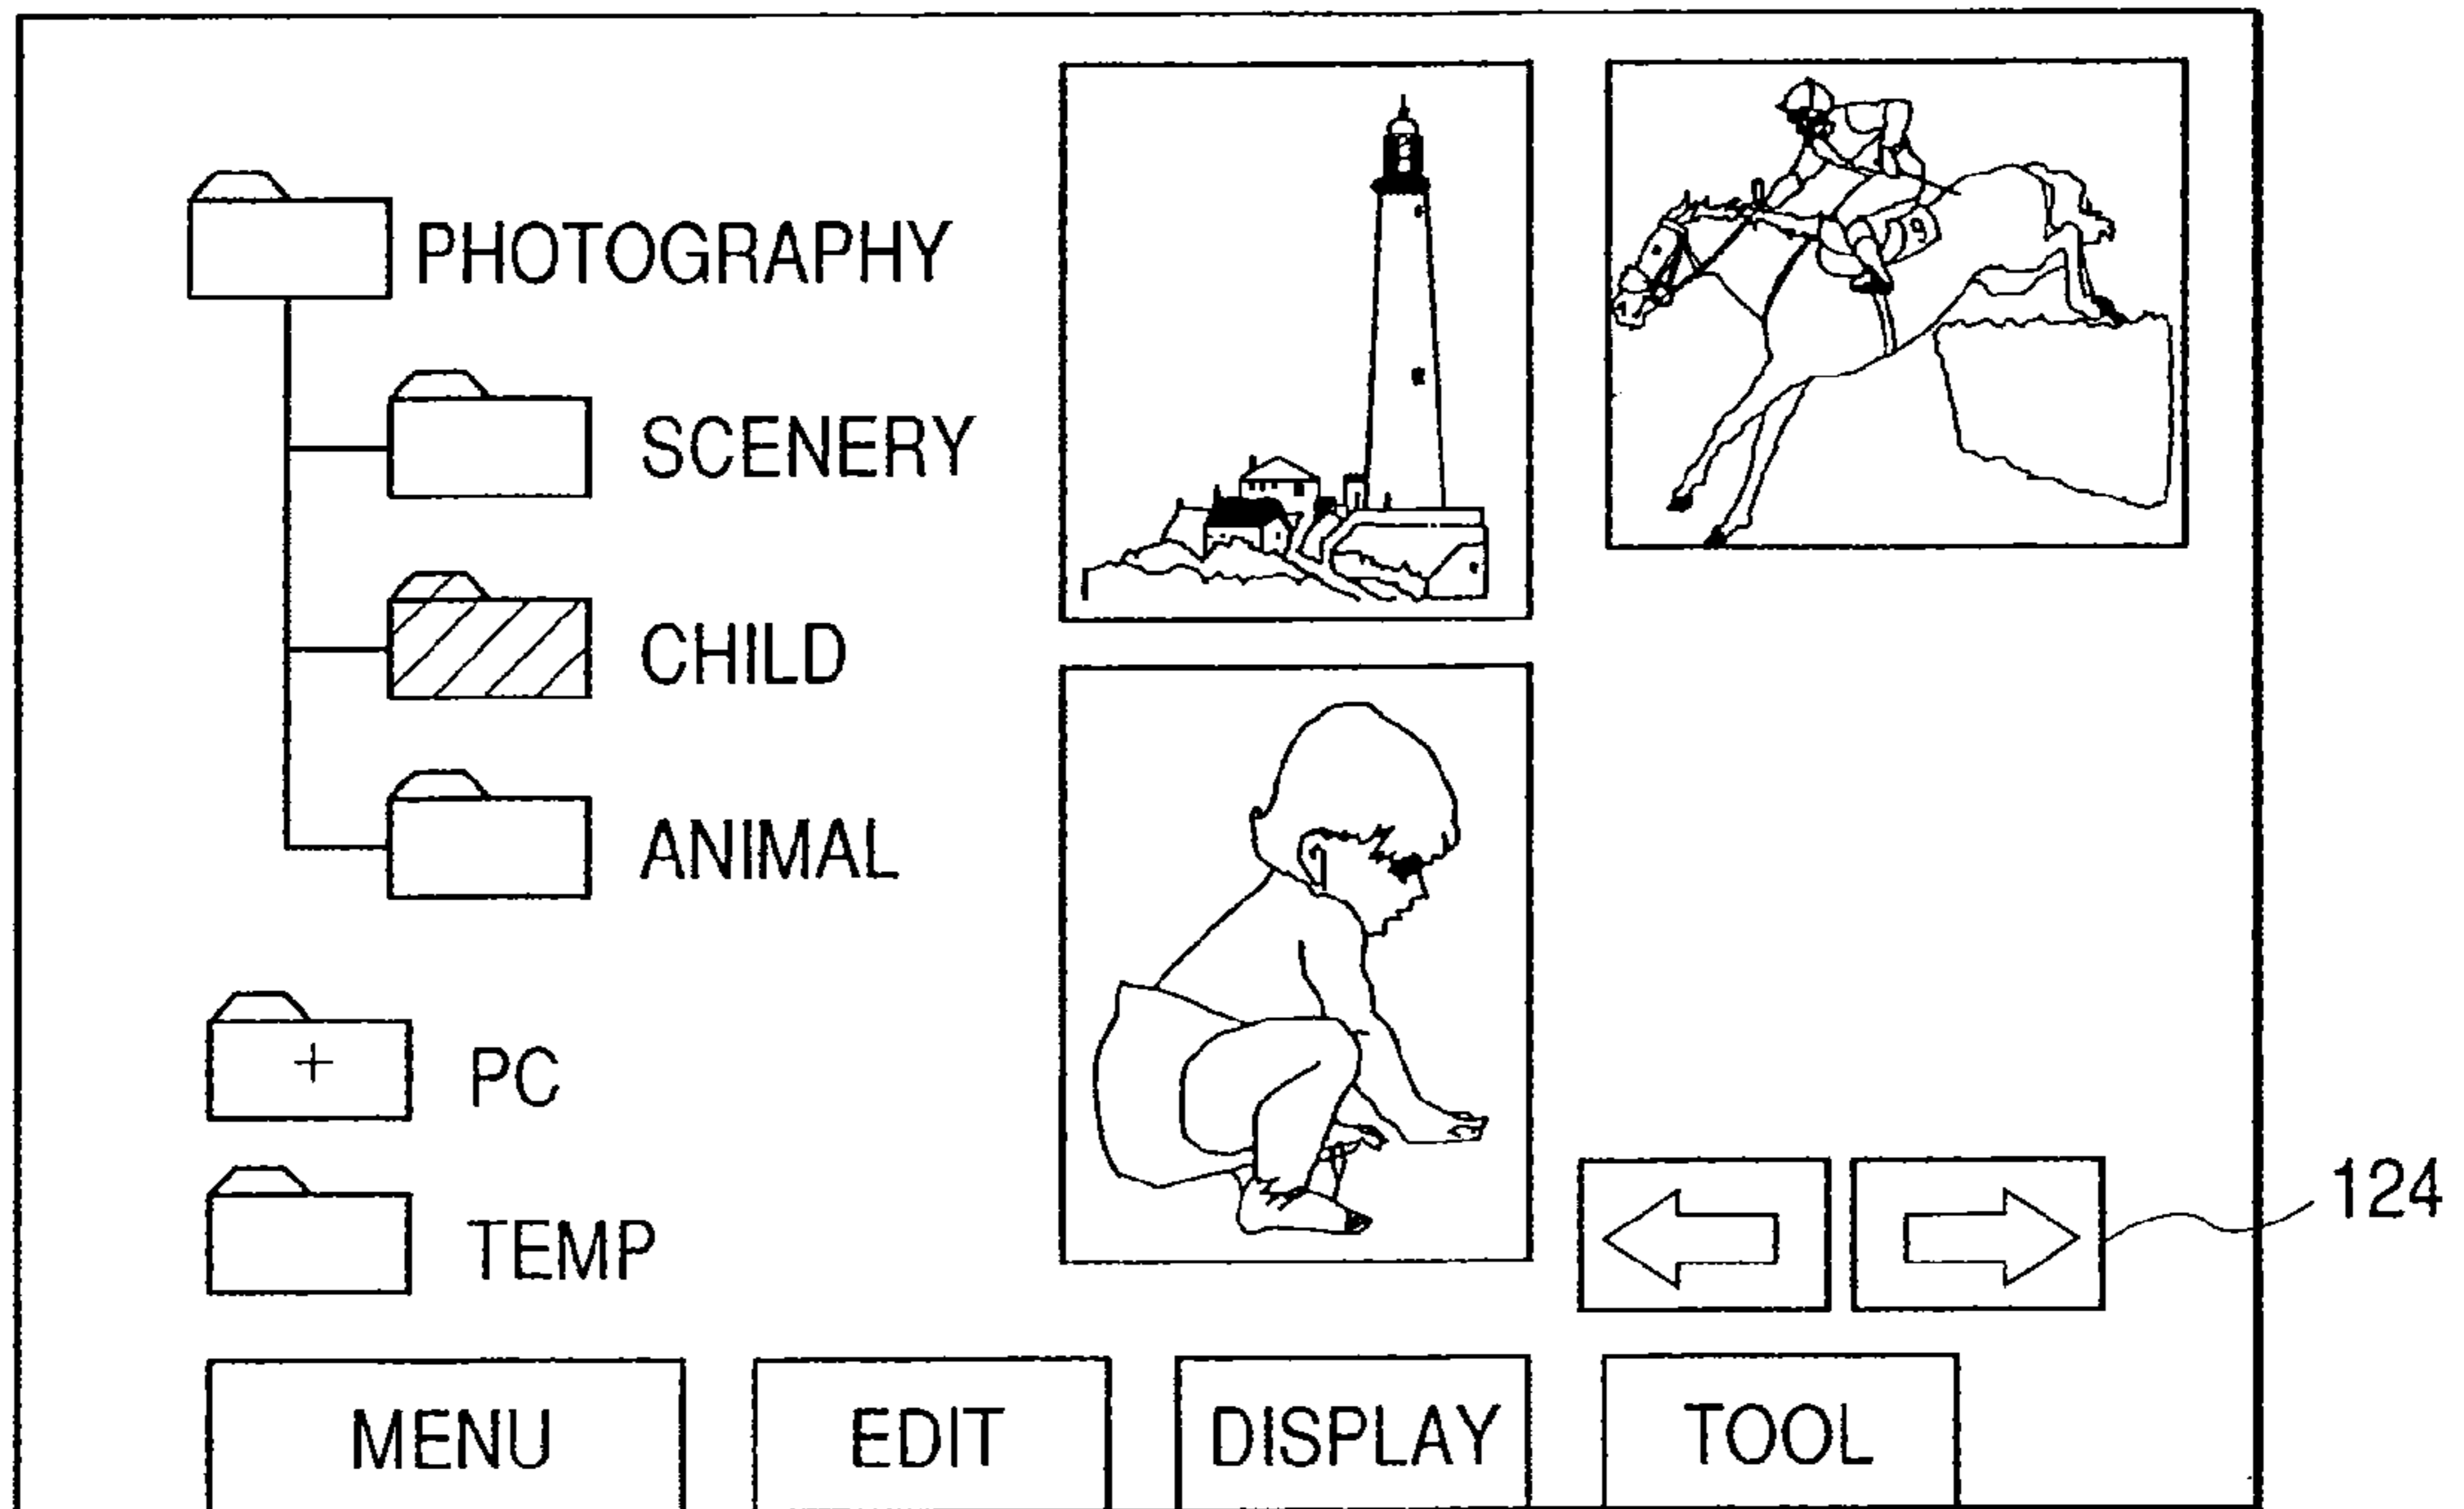 PHOTOGRAPHY
SCENERY
CHILD
ANIMAL
+ PC
TEMP
124
MENU EDIT DISPLAY TOOL